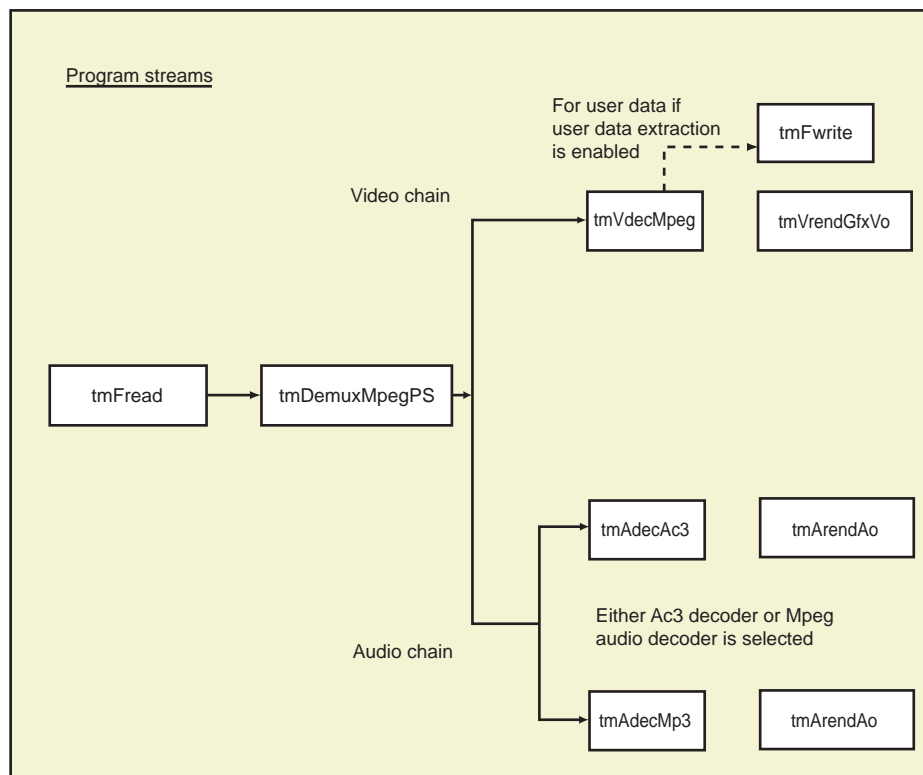 Program streams
For user data if
user data extraction
is enabled
tmFwrite
Video chain
tmVdecMpeg
tmVrendGfxVo
tmFread
tmDemuxMpegPS
tmAdecAc3
tmArendAo
Either Ac3 decoder or Mpeg
audio decoder is selected
Audio chain
tmAdecMp3
tmArendAo